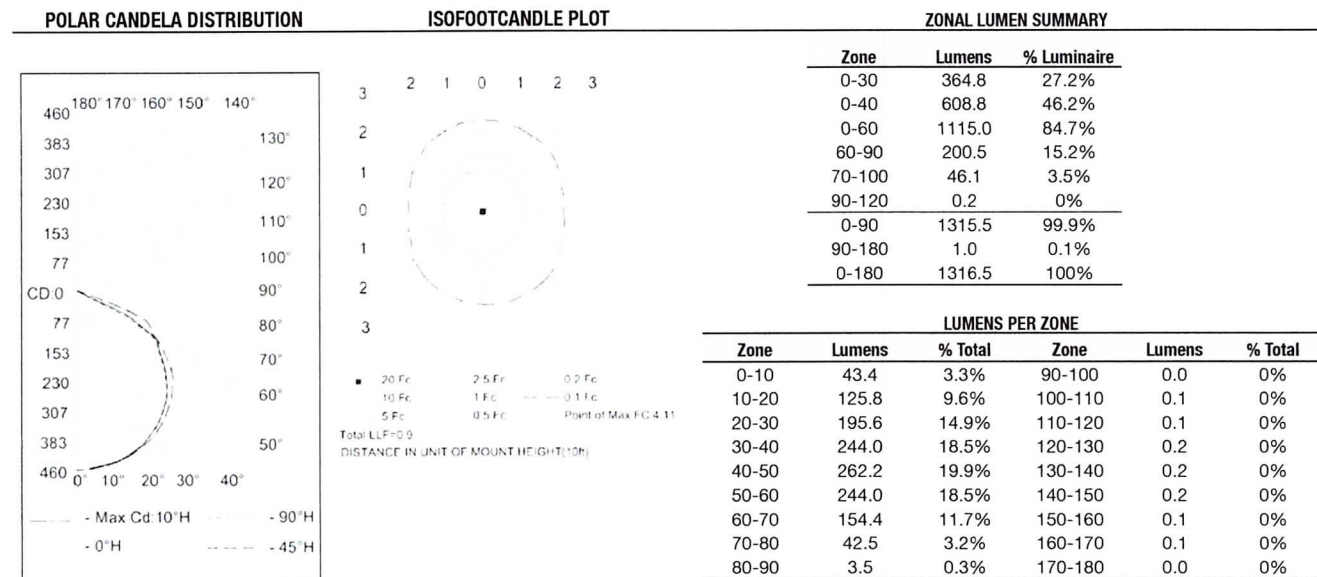 POLAR CANDELA DISTRIBUTION
180° 170° 160° 150° 140°
460
383
307
230
153
77
CD:0
77
153
230
307
383
460
130°
120°
110°
100°
90°
80°
70°
60°
50°
0° 10° 20° 30° 40°
- Max Cd:10°H - 90°H
- 0°H - 45°H
ISOFOOTCANDLE PLOT
2 1 0 1 2 3
3
2
1
0
1
2
3
20 Fc 2.5 Fc 0.2 Fc
10 Fc 1 Fc 0.1 Fc
5 Fc 0.5 Fc Point of Max FC 4.11
Total LLF=0.9
DISTANCE IN UNIT OF MOUNT HEIGHT(10ft)
ZONAL LUMEN SUMMARY
Zone Lumens % Luminaire
0-30 364.8 27.2%
0-40 608.8 46.2%
0-60 1115.0 84.7%
60-90 200.5 15.2%
70-100 46.1 3.5%
90-120 0.2 0%
0-90 1315.5 99.9%
90-180 1.0 0.1%
0-180 1316.5 100%
LUMENS PER ZONE
Zone Lumens % Total Zone Lumens % Total
0-10 43.4 3.3% 90-100 0.0 0%
10-20 125.8 9.6% 100-110 0.1 0%
20-30 195.6 14.9% 110-120 0.1 0%
30-40 244.0 18.5% 120-130 0.2 0%
40-50 262.2 19.9% 130-140 0.2 0%
50-60 244.0 18.5% 140-150 0.2 0%
60-70 154.4 11.7% 150-160 0.1 0%
70-80 42.5 3.2% 160-170 0.1 0%
80-90 3.5 0.3% 170-180 0.0 0%